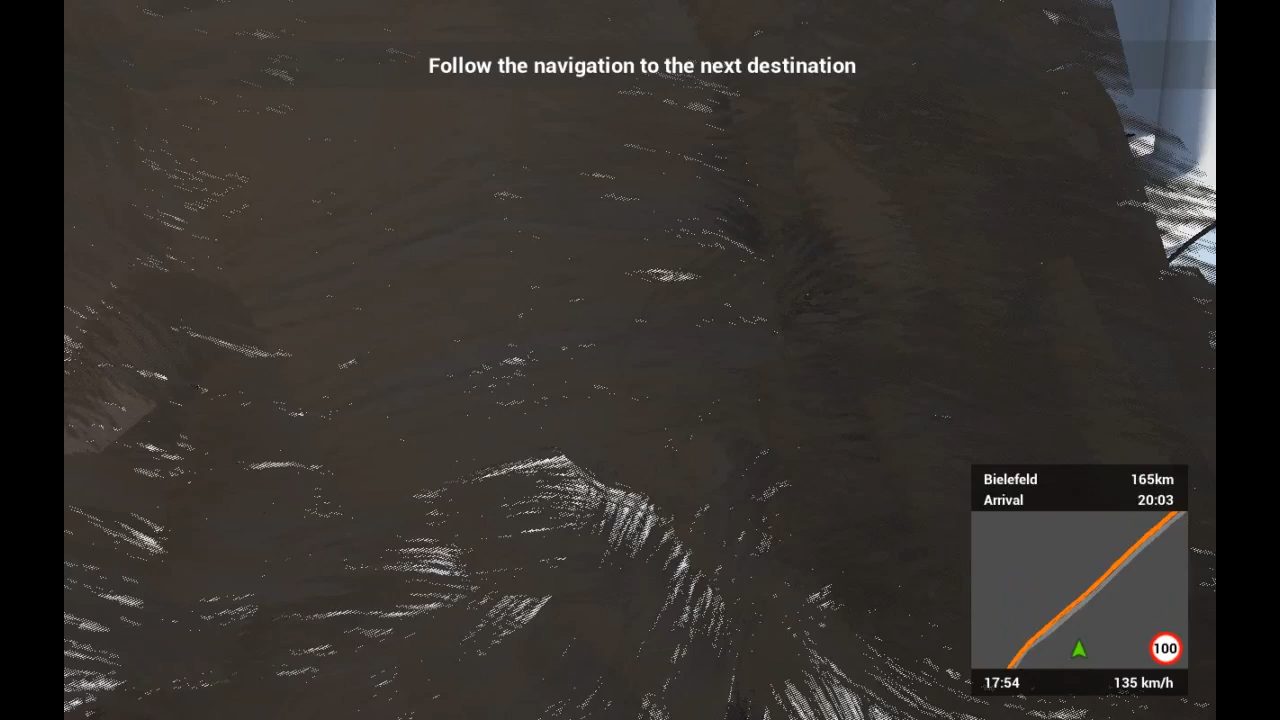 Follow the navigation to the next destination
Bielefeld 165km
Arrival 20:03
100
17:54 135 km/h